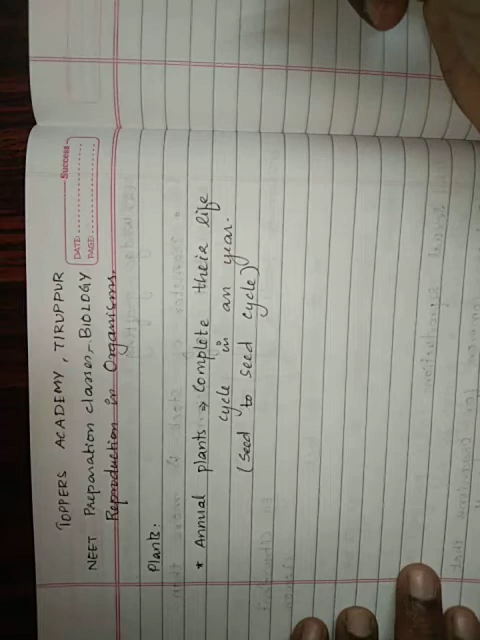 Success
DATE:
PAGE:
TOPPERS ACADEMY, TIRUPPUR
NEET Preparation classes - BIOLOGY
Reproduction in Organisms.
Plants:
* Annual plants → Complete their life
cycle in an year.
(Seed to seed cycle)